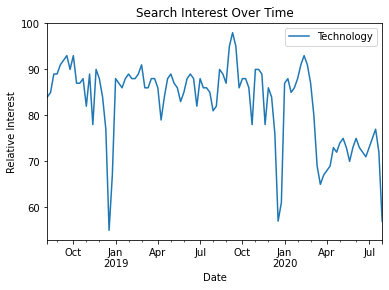 Search Interest Over Time
Technology
100
90
80
70
60
Relative Interest
Oct
Jan
2019
Apr
Jul
Oct
Jan
2020
Apr
Jul
Date